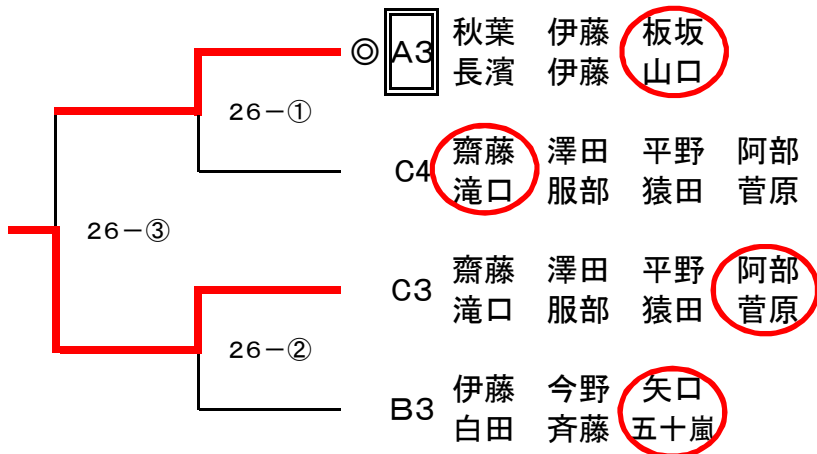 ◎ A3 秋葉 伊藤 板坂
長濱 伊藤 山口
26-①
C4 齋藤 澤田 平野 阿部
滝口 服部 猿田 菅原
26-③
C3 齋藤 澤田 平野 阿部
滝口 服部 猿田 菅原
26-②
B3 伊藤 今野 矢口
白田 斉藤 五十嵐